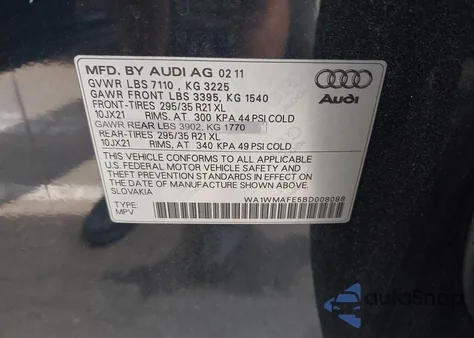 MFD. BY AUDI AG 02 11
GVWR LBS 7110 , KG 3225
GAWR FRONT LBS 3395, KG 1540
FRONT-TIRES 295/35 R21 XL
10JX21 RIMS, AT 300 KPA 44 PSI COLD
GAWR REAR LBS 3902, KG 1770
REAR-TIRES 295/35 R21 XL
10JX21 RIMS, AT 340 KPA 49 PSI COLD
THIS VEHICLE CONFORMS TO ALL APPLICABLE
U.S. FEDERAL MOTOR VEHICLE SAFETY AND
THEFT PREVENTION STANDARDS IN EFFECT ON
THE DATE OF MANUFACTURE SHOWN ABOVE.
SLOVAKIA
WA1WMAFE5BD008088
TYPE:
MPV
Audi
autoSnap